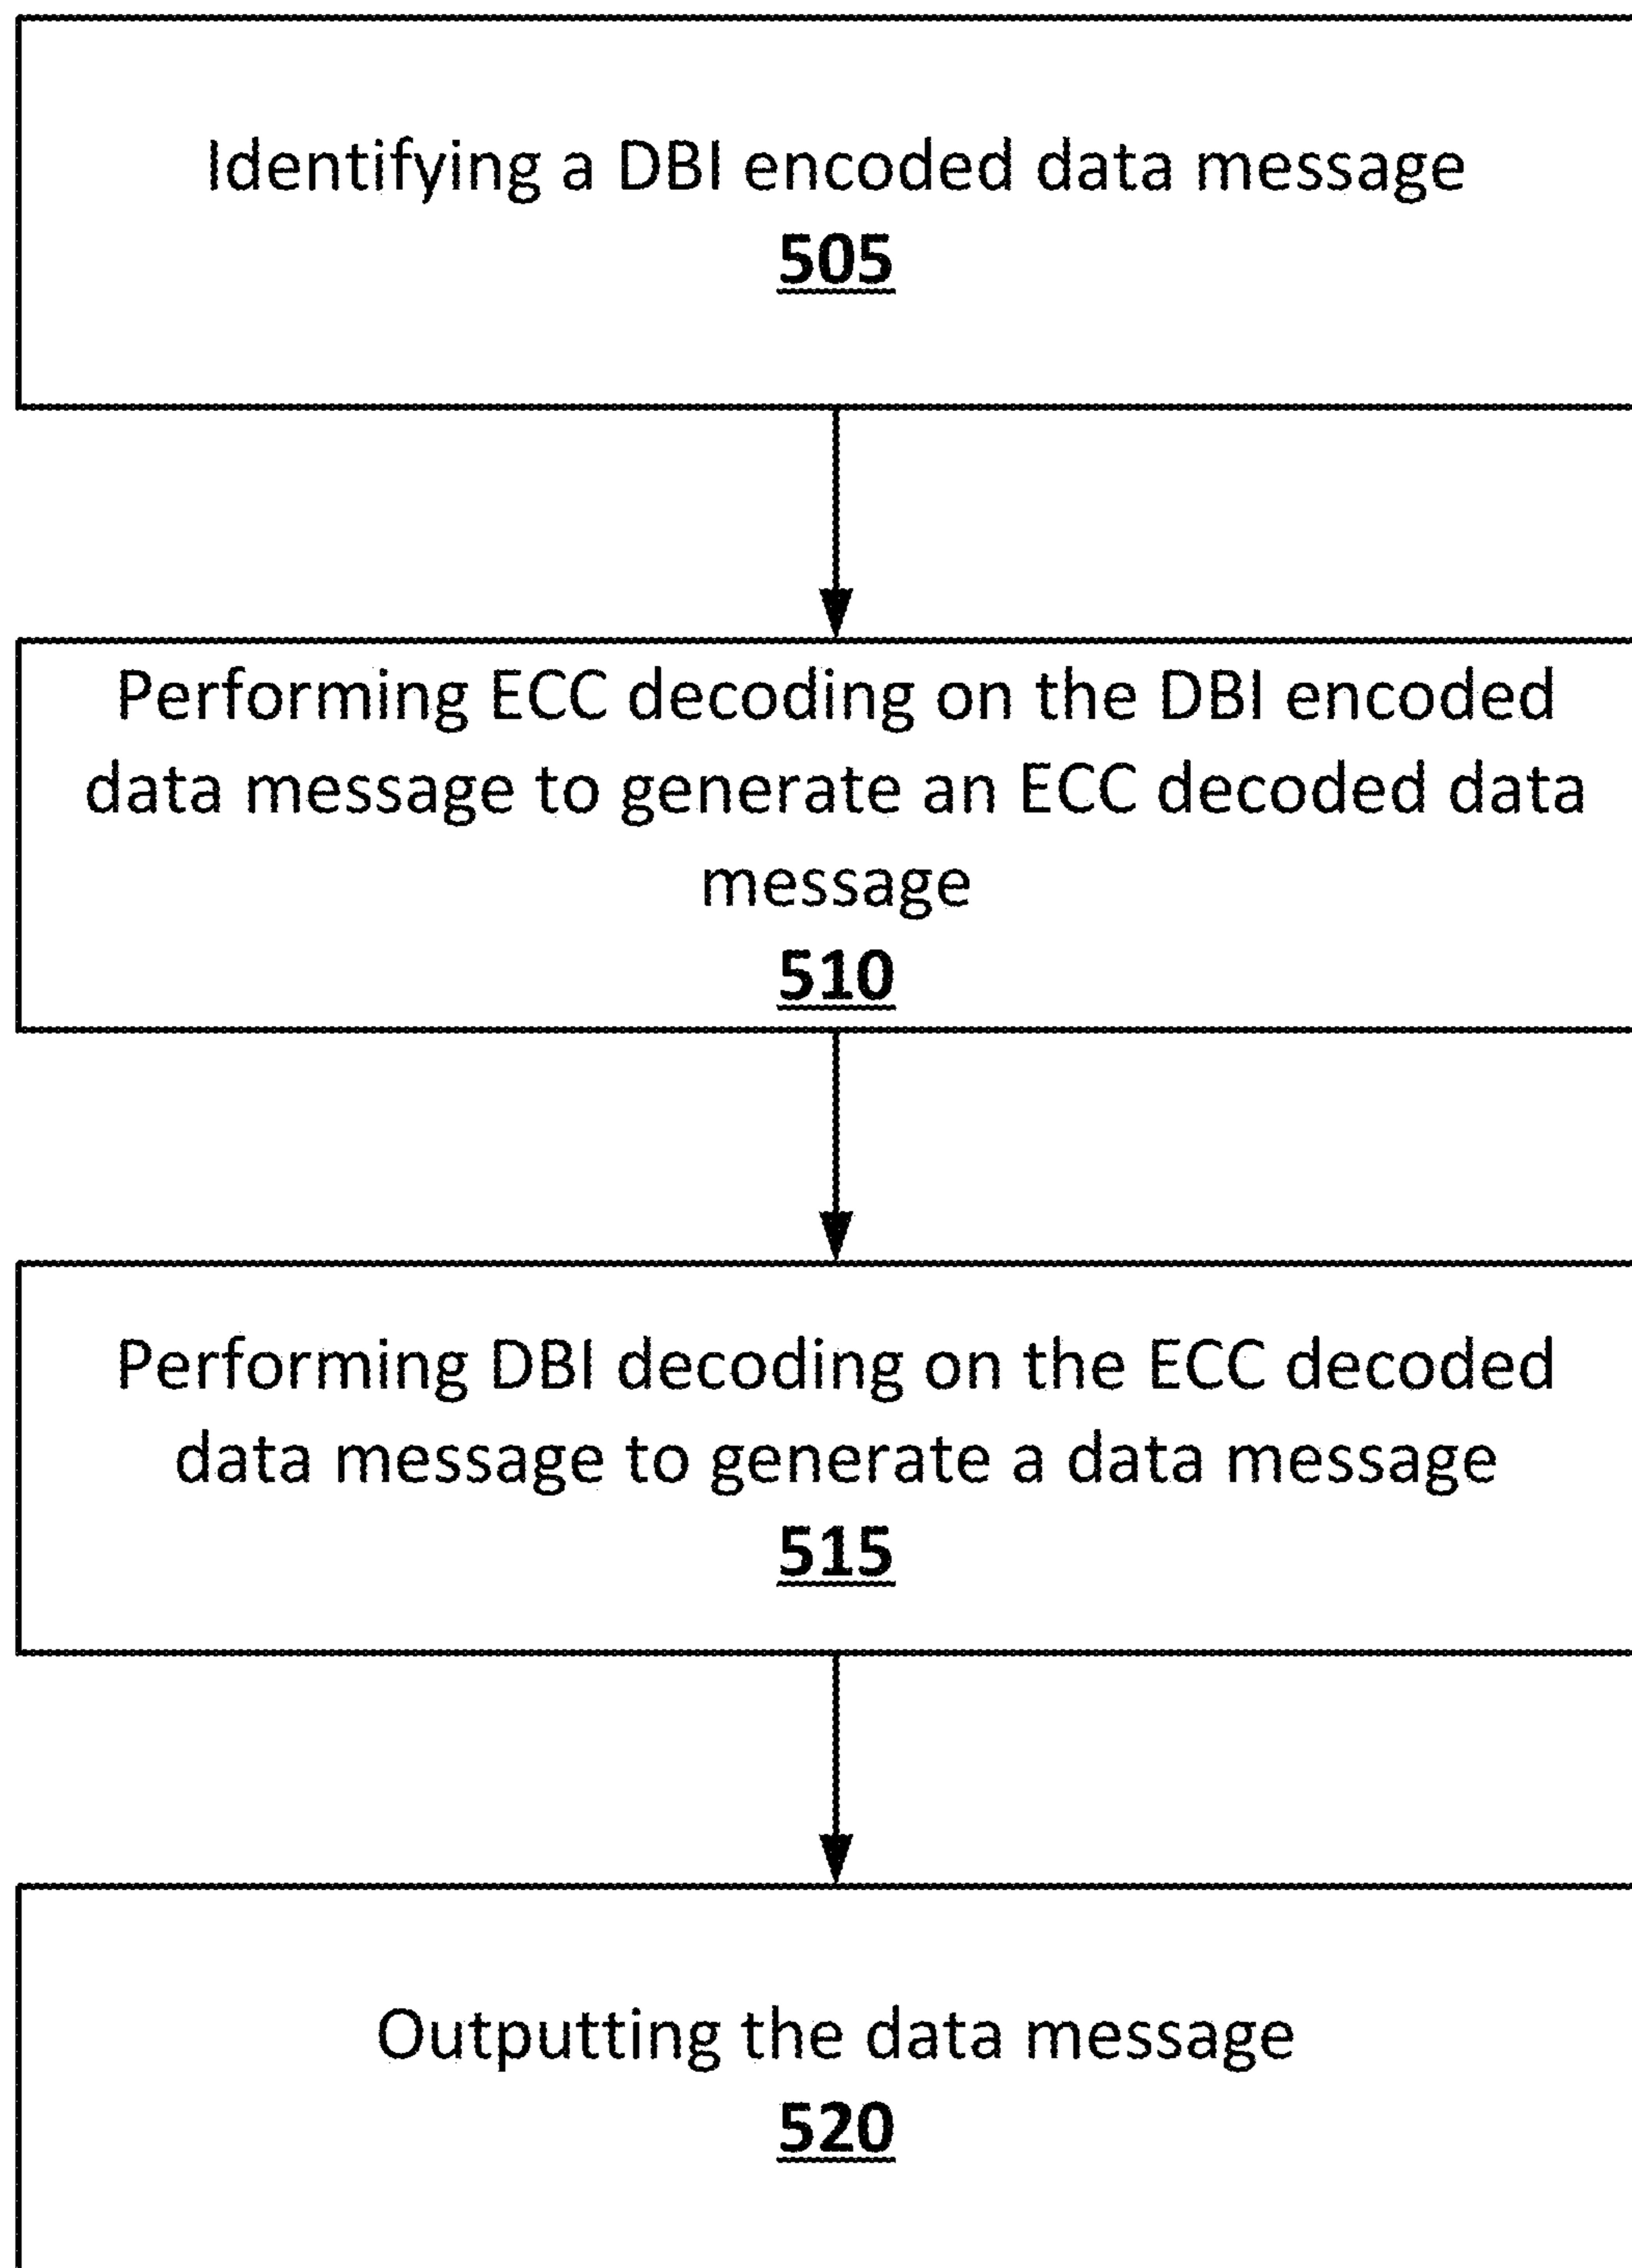 Identifying a DBI encoded data message
505
Performing ECC decoding on the DBI encoded
data message to generate an ECC decoded data
message
510
Performing DBI decoding on the ECC decoded
data message to generate a data message
515
Outputting the data message
520